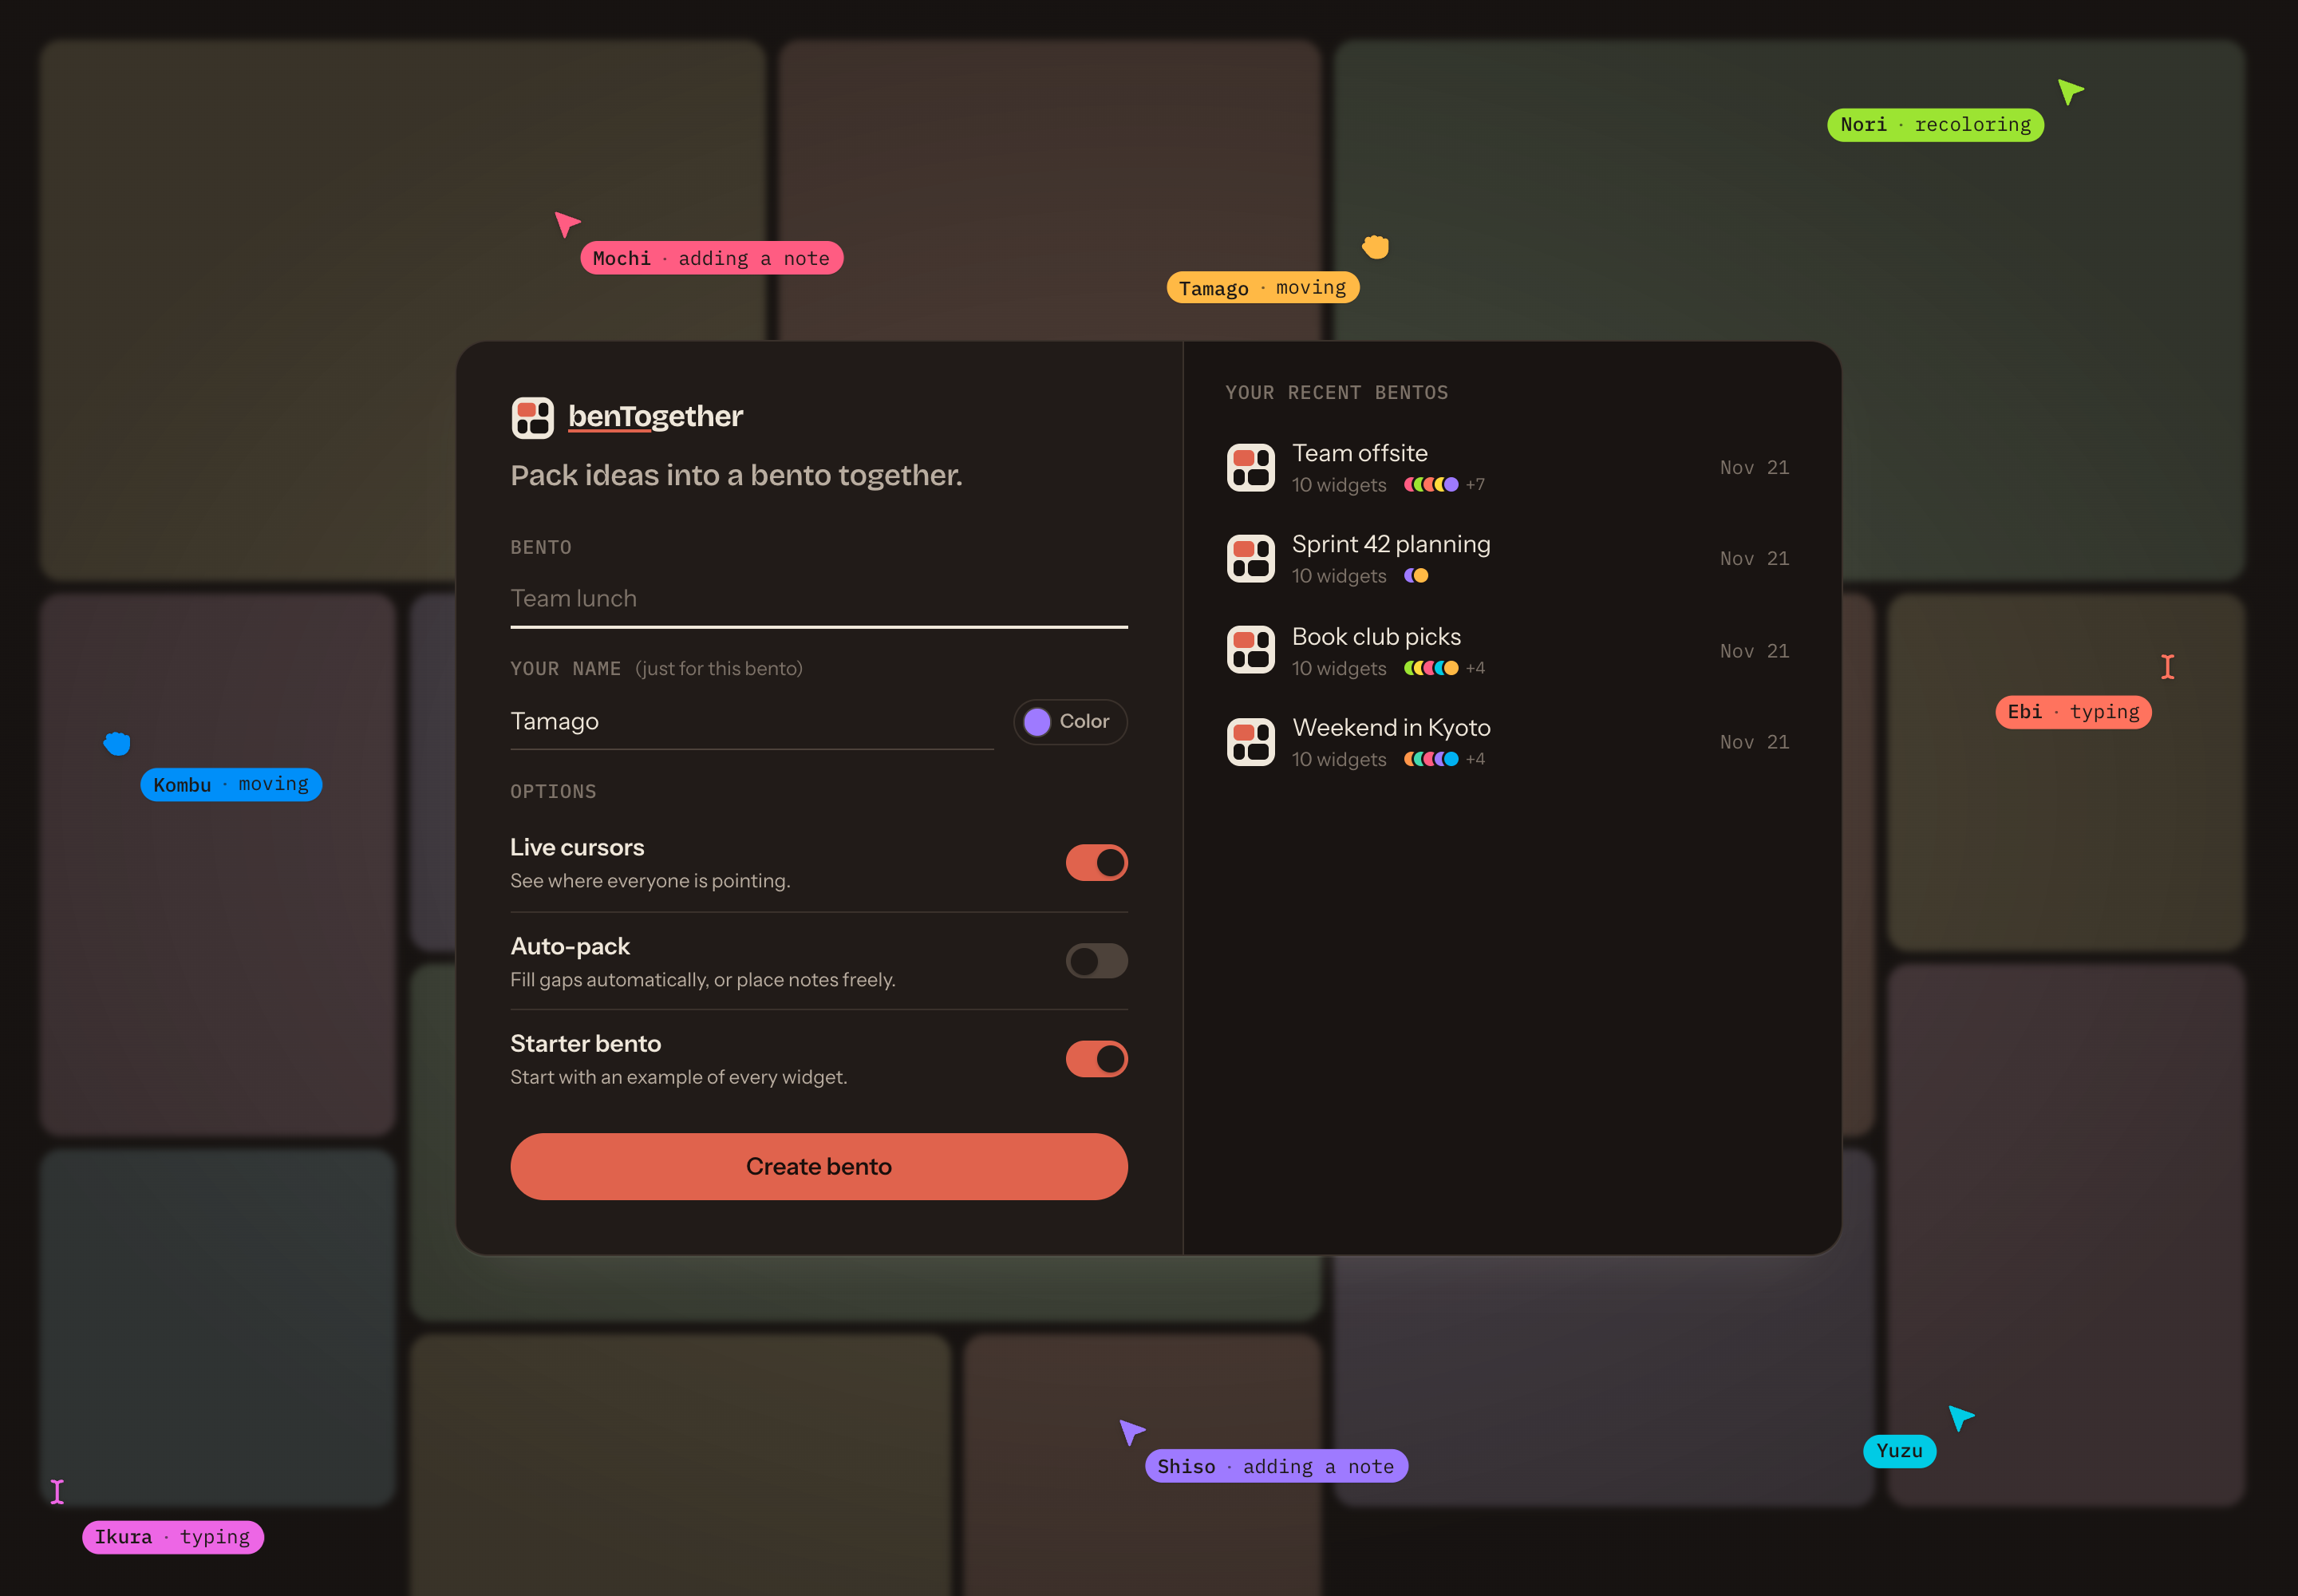 Nori · recoloring
Mochi · adding a note
Tamago · moving
benTogether
Pack ideas into a bento together.
BENTO
Team lunch
YOUR NAME (just for this bento)
Tamago
Color
OPTIONS
Live cursors
See where everyone is pointing.
Auto-pack
Fill gaps automatically, or place notes freely.
Starter bento
Start with an example of every widget.
Create bento
YOUR RECENT BENTOS
Team offsite
Nov 21
10 widgets +7
Sprint 42 planning
Nov 21
10 widgets
Book club picks
Nov 21
10 widgets +4
Weekend in Kyoto
Nov 21
10 widgets +4
Ebi · typing
Kombu · moving
Yuzu
Shiso · adding a note
Ikura · typing